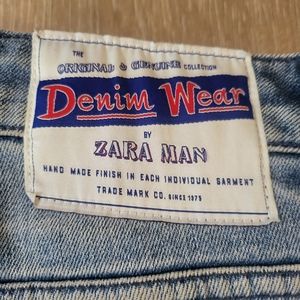 THE
ORIGINAL & GENUINE COLLECTION
Denim Wear
BY
ZARA MAN
HAND MADE FINISH IN EACH INDIVIDUAL GARMENT
TRADE MARK CO. SINCE 1975